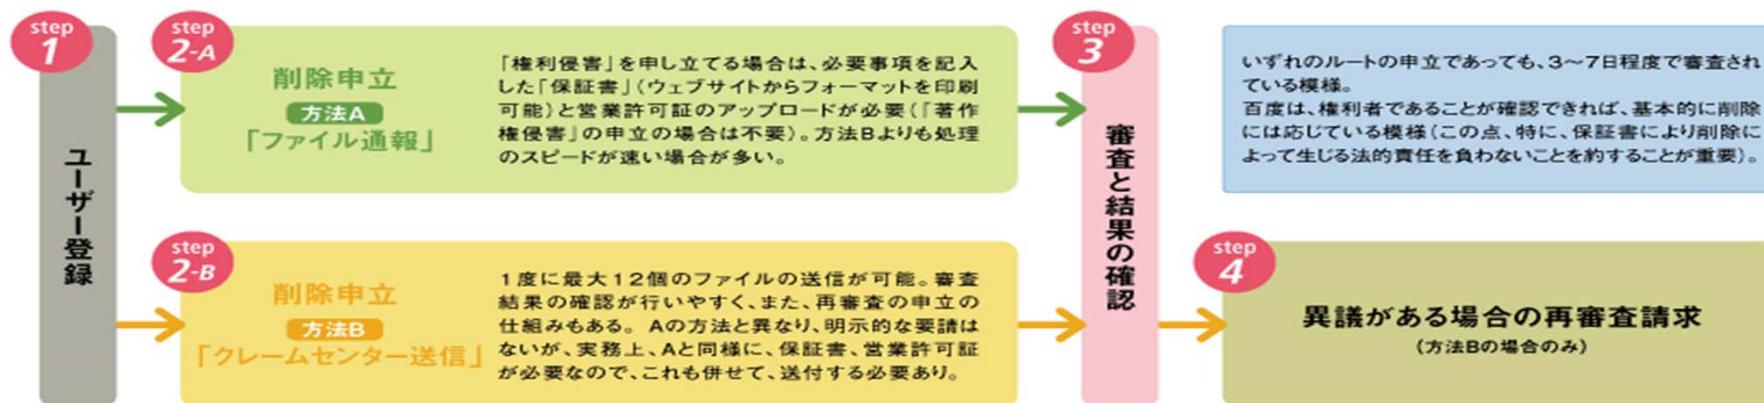 step
1
ユーザー登録
step
2-A
削除申立
方法A
「ファイル通報」
「権利侵害」を申し立てる場合は、必要事項を記入
した「保証書」（ウェブサイトからフォーマットを印刷
可能）と営業許可証のアップロードが必要（「著作
権侵害」の申立の場合は不要）。方法Bよりも処理
のスピードが速い場合が多い。
step
2-B
削除申立
方法B
「クレームセンター送信」
1度に最大12個のファイルの送信が可能。審査
結果の確認が行いやすく、また、再審査の申立の
仕組みもある。Aの方法と異なり、明示的な要請は
ないが、実務上、Aと同様に、保証書、営業許可証
が必要なので、これも併せて、送付する必要あり。
step
3
審査と結果の確認
いずれのルートの申立であっても、3〜7日程度で審査され
ている模様。
百度は、権利者であることが確認できれば、基本的に削除
には応じている模様（この点、特に、保証書により削除に
よって生じる法的責任を負わないことを約することが重要）。
step
4
異議がある場合の再審査請求
（方法Bの場合のみ）